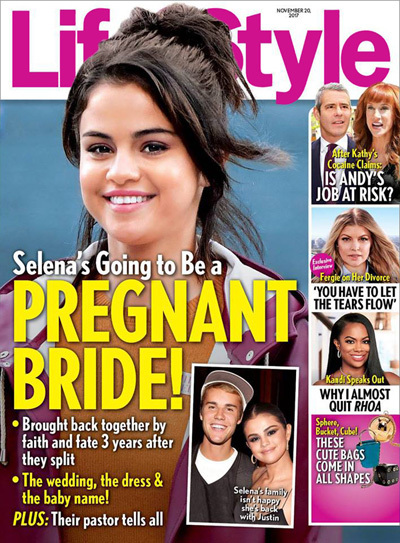 Life&Style
NOVEMBER 20,
2017
After Kathy's
Cocaine Claims:
IS ANDY'S
JOB AT RISK?
Exclusive
Interview
Fergie on Her Divorce
'YOU HAVE TO LET
THE TEARS FLOW'
Kandi Speaks Out
WHY I ALMOST
QUIT RHOA
Sphere,
Bucket, Cube!
THESE
CUTE BAGS
COME IN
ALL SHAPES
Selena's Going to Be a
PREGNANT
BRIDE!
• Brought back together by
faith and fate 3 years after
they split
• The wedding, the dress &
the baby name!
PLUS: Their pastor tells all
Selena's family
isn't happy
she's back
with Justin